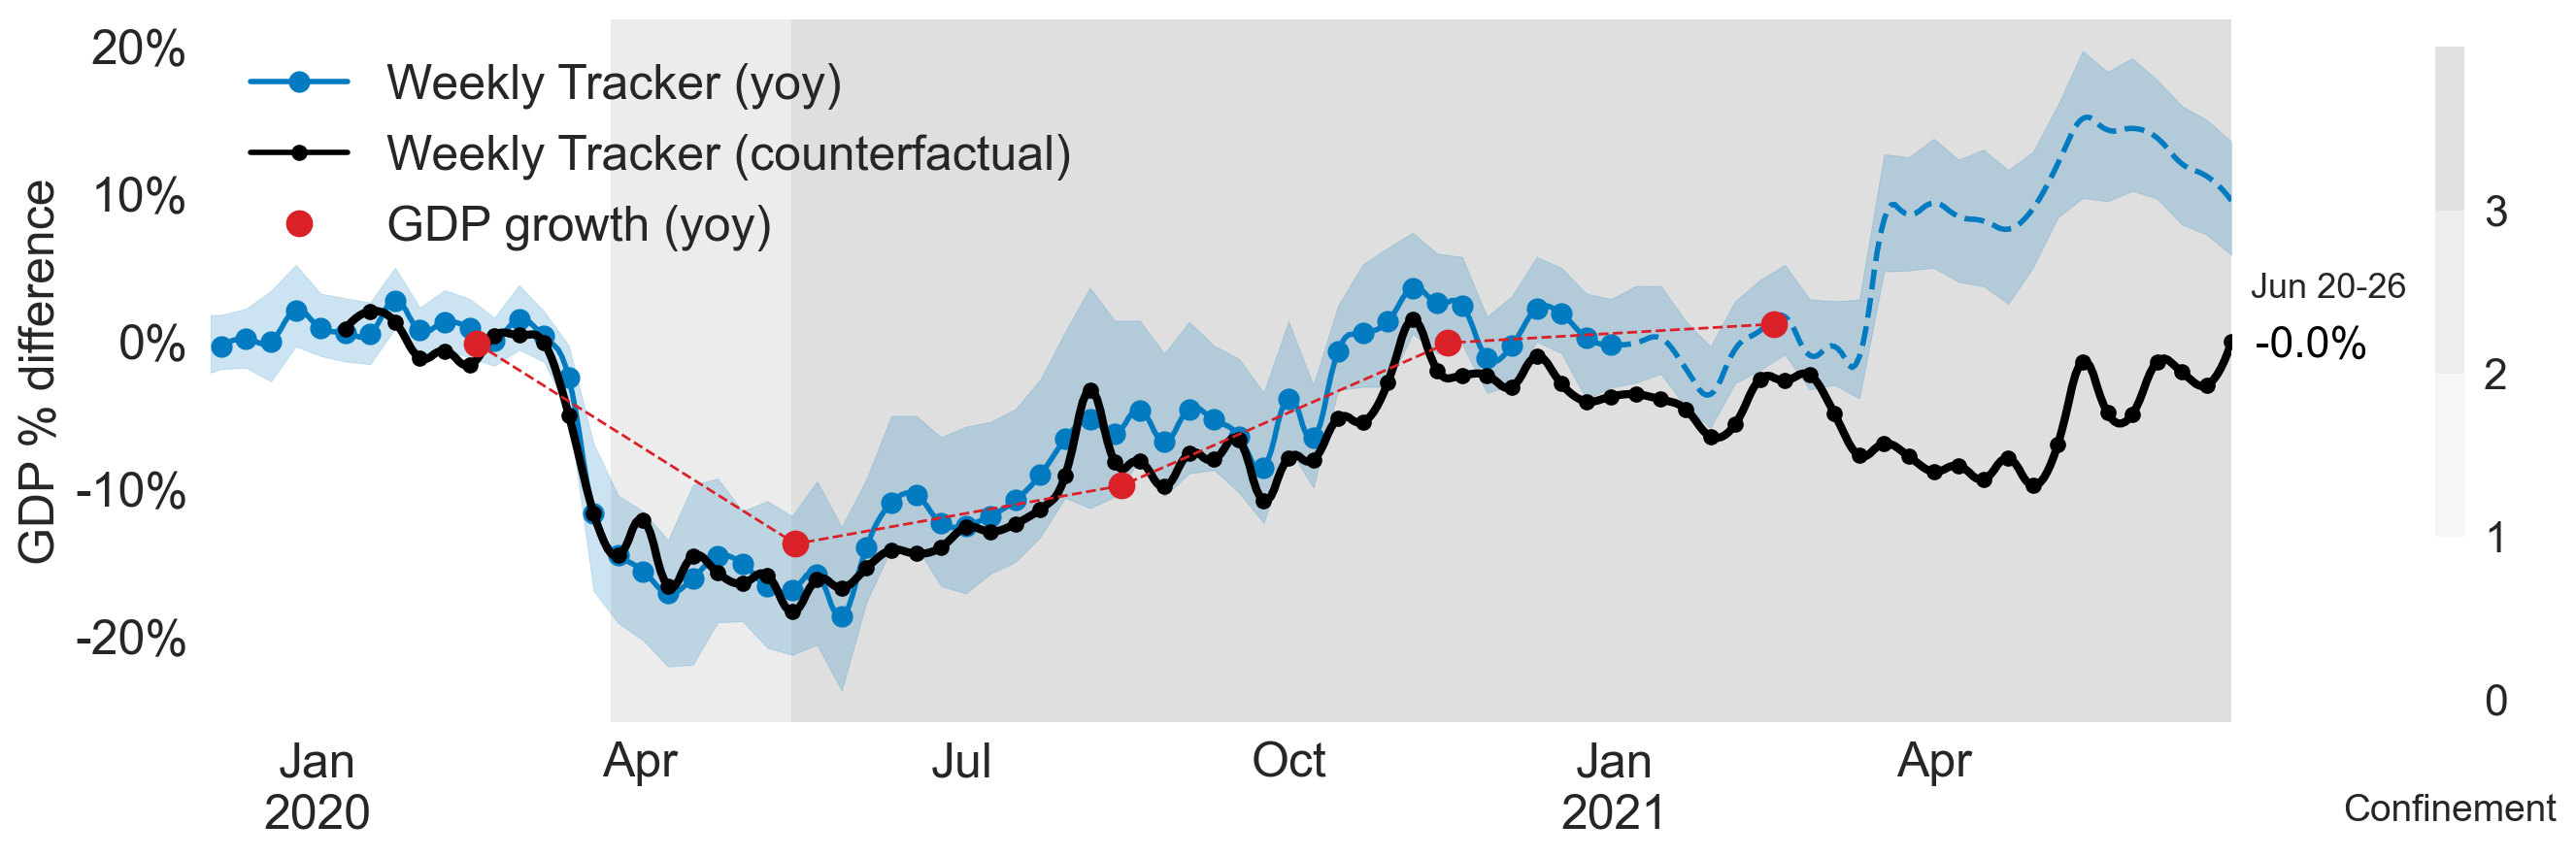 20%
10%
0%
-10%
-20%
GDP % difference
Weekly Tracker (yoy)
Weekly Tracker (counterfactual)
GDP growth (yoy)
Jan
2020
Apr
Jul
Oct
Jan
2021
Apr
Jun 20-26
-0.0%
3
2
1
0
Confinement